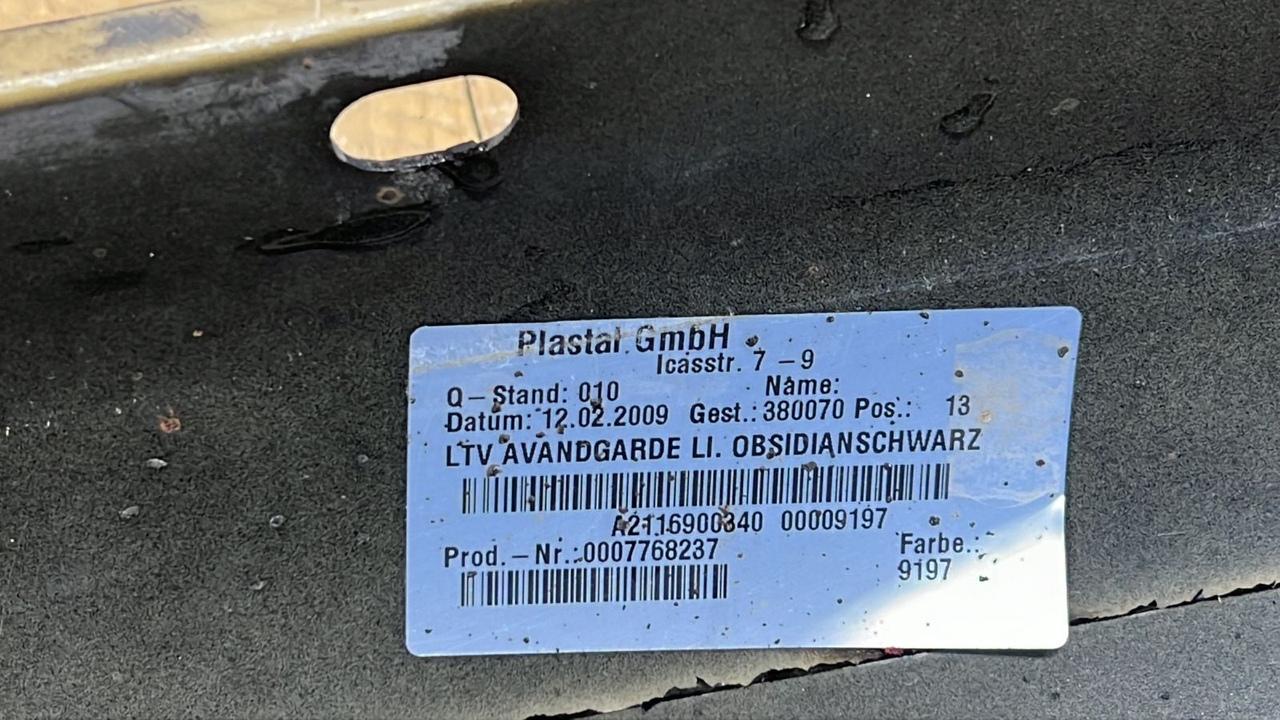 Plastal GmbH
Icasstr. 7 – 9
Q – Stand: 010 Name:
Datum: 12.02.2009 Gest.: 380070 Pos.: 13
LTV AVANDGARDE LI. OBSIDIANSCHWARZ
A2116900340 00009197
Prod. – Nr.: 0007768237 Farbe.:
9197